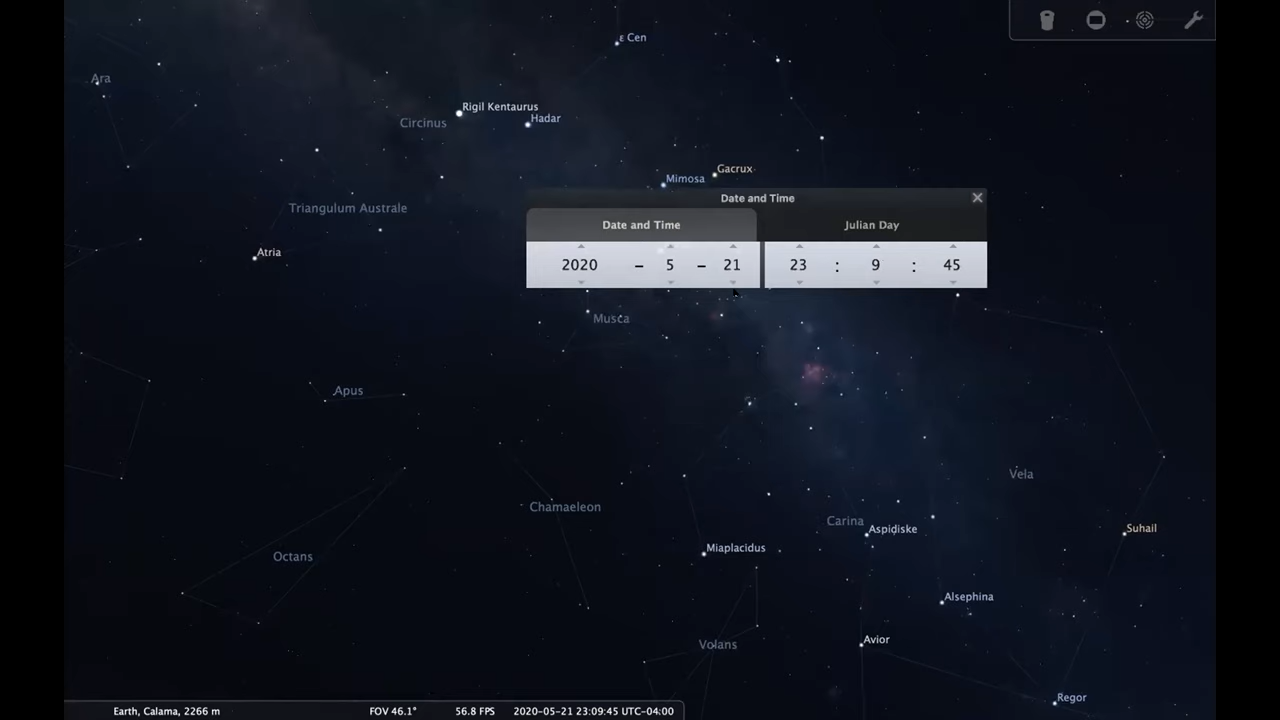 ε Cen
Ara
Rigil Kentaurus
Hadar
Circinus
Gacrux
Mimosa
Date and Time
Triangulum Australe
Date and Time
Julian Day
Atria
2020 – 5 – 21 23 : 9 : 45
Musca
Apus
Vela
Chamaeleon
Carina
Aspidiske
Suhail
Miaplacidus
Octans
Alsephina
Avior
Volans
Regor
Earth, Calama, 2266 m FOV 46.1° 56.8 FPS 2020-05-21 23:09:45 UTC-04:00